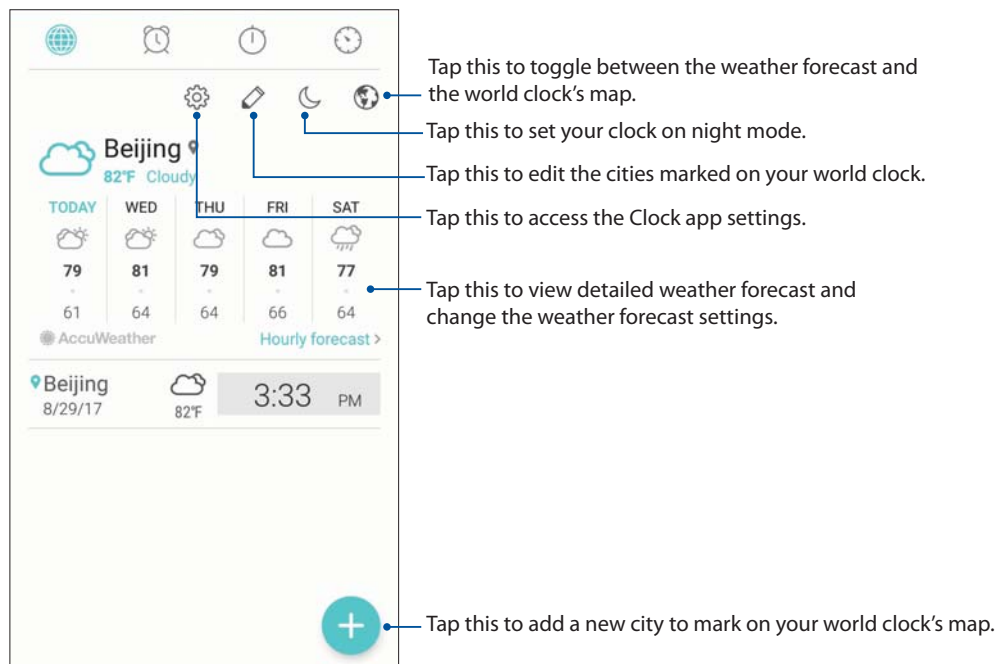 Tap this to toggle between the weather forecast and
the world clock's map.
Tap this to set your clock on night mode.
Beijing
82°F Cloudy
Tap this to edit the cities marked on your world clock.
TODAY WED THU FRI SAT
Tap this to access the Clock app settings.
79 81 79 81 77
61 64 64 66 64
Tap this to view detailed weather forecast and
change the weather forecast settings.
AccuWeather Hourly forecast >
Beijing
8/29/17 82°F 3:33 PM
Tap this to add a new city to mark on your world clock's map.